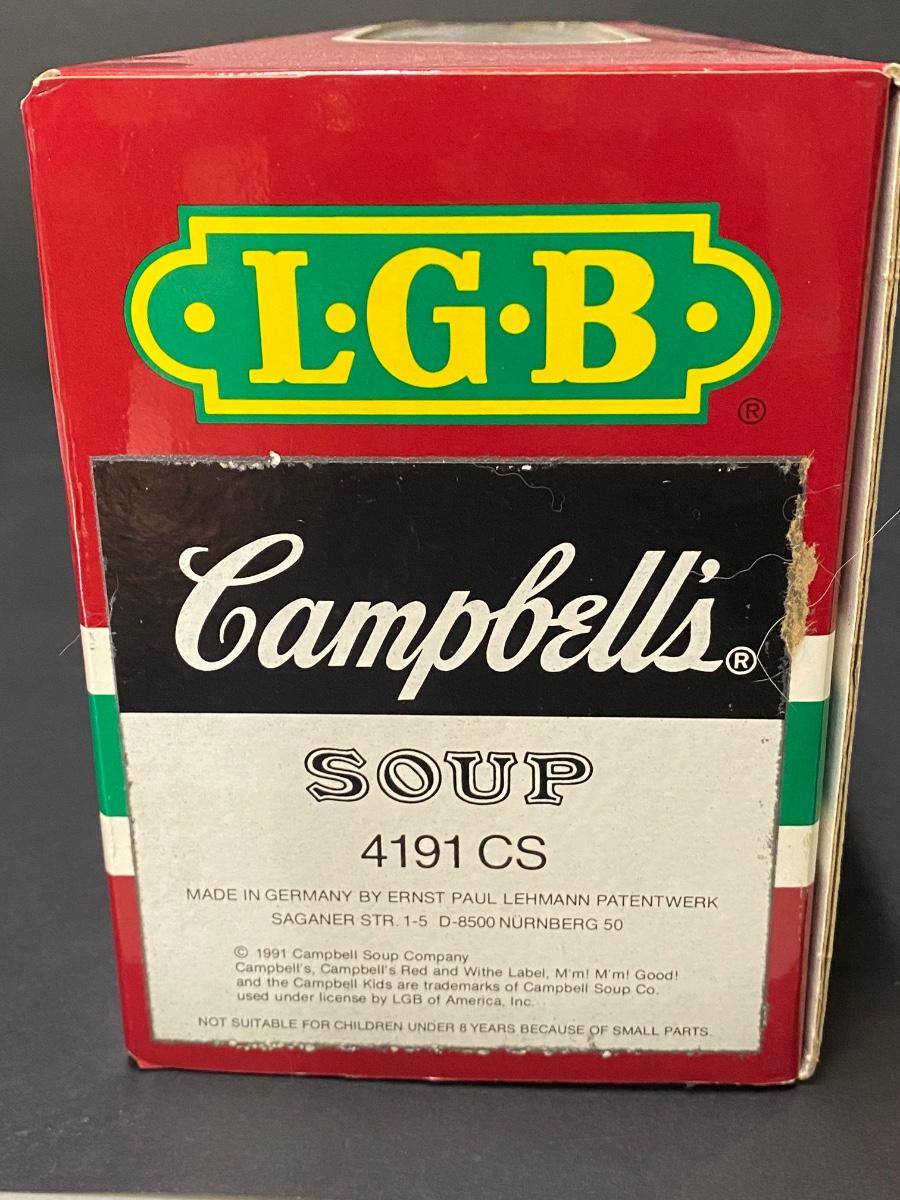 L·G·B
®
Campbell's®
SOUP
4191 CS
MADE IN GERMANY BY ERNST PAUL LEHMANN PATENTWERK
SAGANER STR. 1-5 D-8500 NÜRNBERG 50
© 1991 Campbell Soup Company
Campbell's, Campbell's Red and Withe Label, M'm! M'm! Good!
and the Campbell Kids are trademarks of Campbell Soup Co.
used under license by LGB of America, Inc.
NOT SUITABLE FOR CHILDREN UNDER 8 YEARS BECAUSE OF SMALL PARTS.